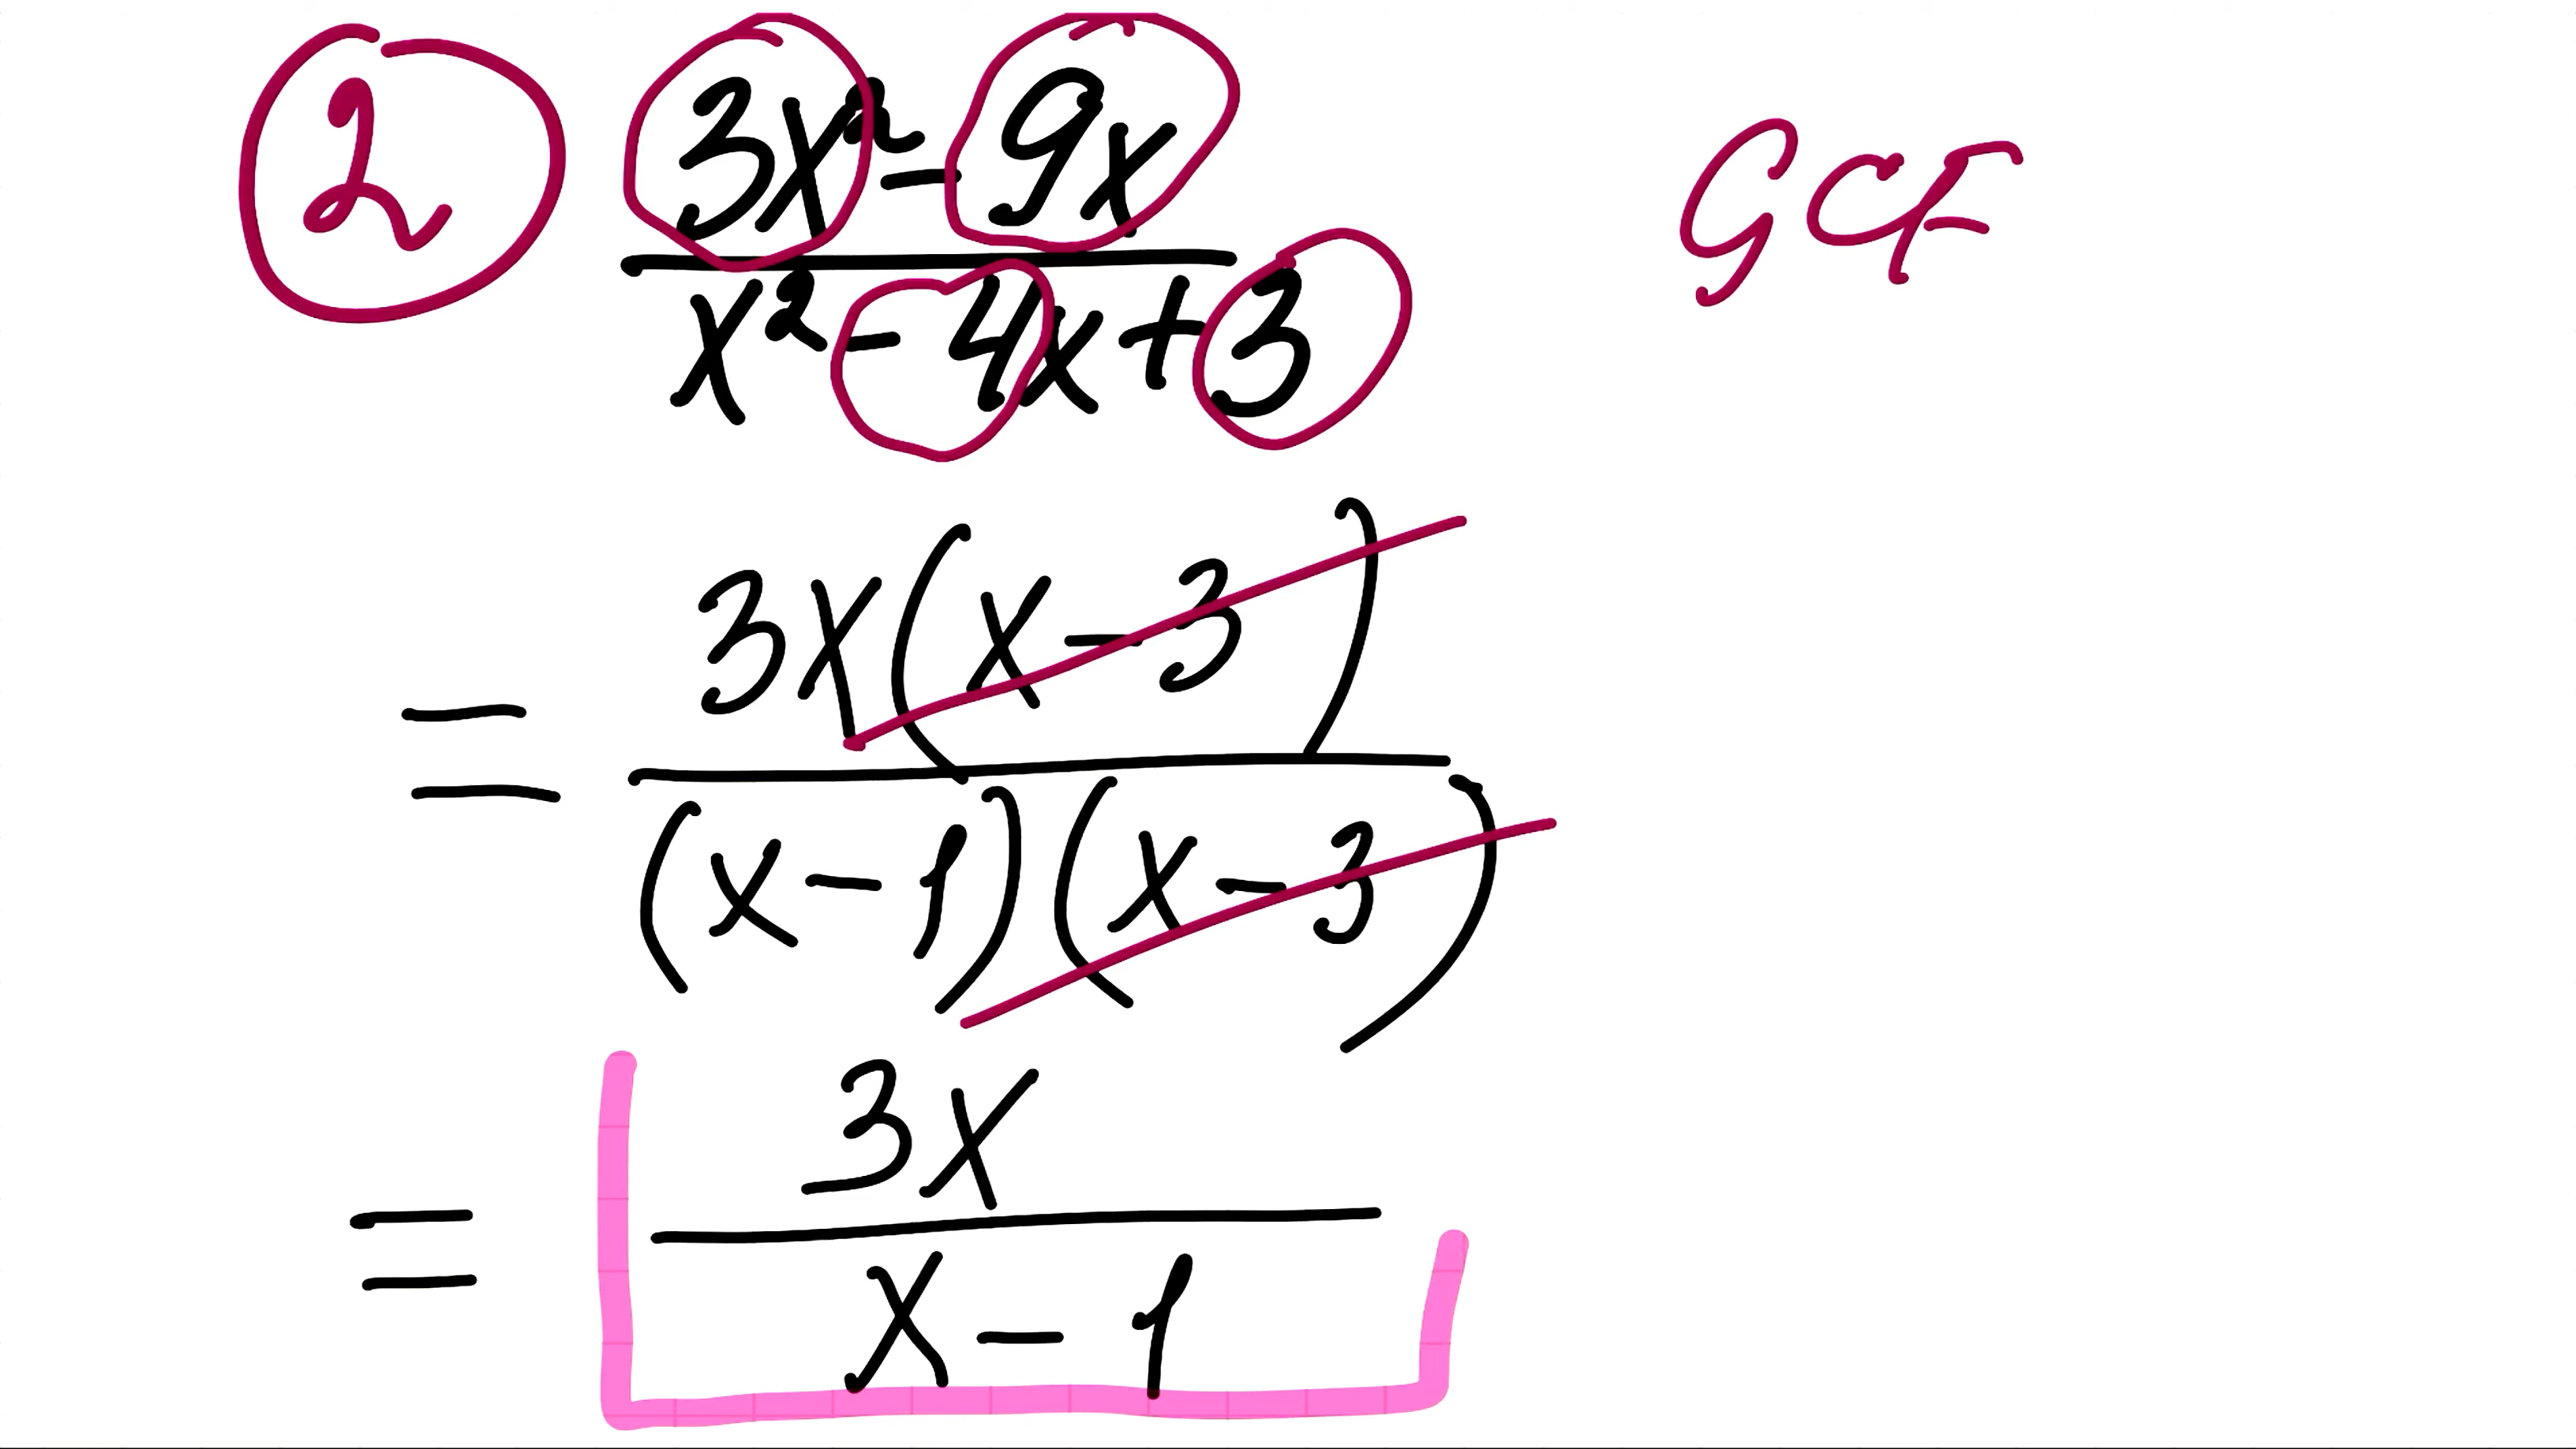 2
3x² - 9x
GCF
x² - 4x + 3
3x(x - 3)
=
(x - 1)(x - 3)
3x
=
x - 1